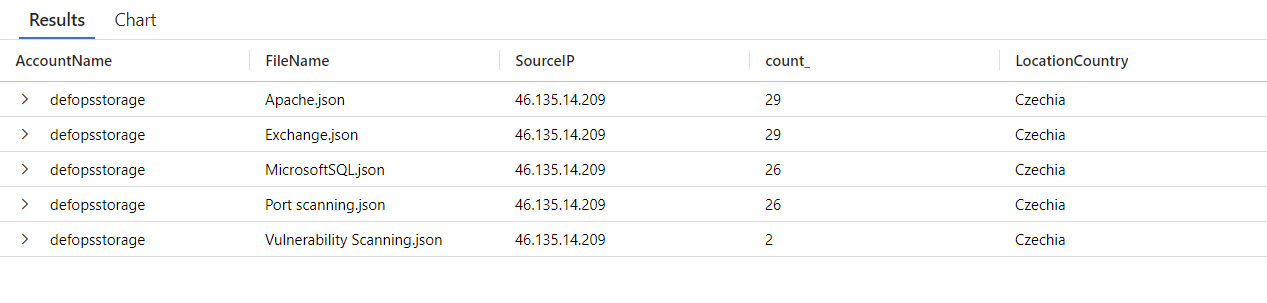 Results Chart
AccountName FileName SourceIP count_ LocationCountry
defopsstorage Apache.json 46.135.14.209 29 Czechia
defopsstorage Exchange.json 46.135.14.209 29 Czechia
defopsstorage MicrosoftSQL.json 46.135.14.209 26 Czechia
defopsstorage Port scanning.json 46.135.14.209 26 Czechia
defopsstorage Vulnerability Scanning.json 46.135.14.209 2 Czechia